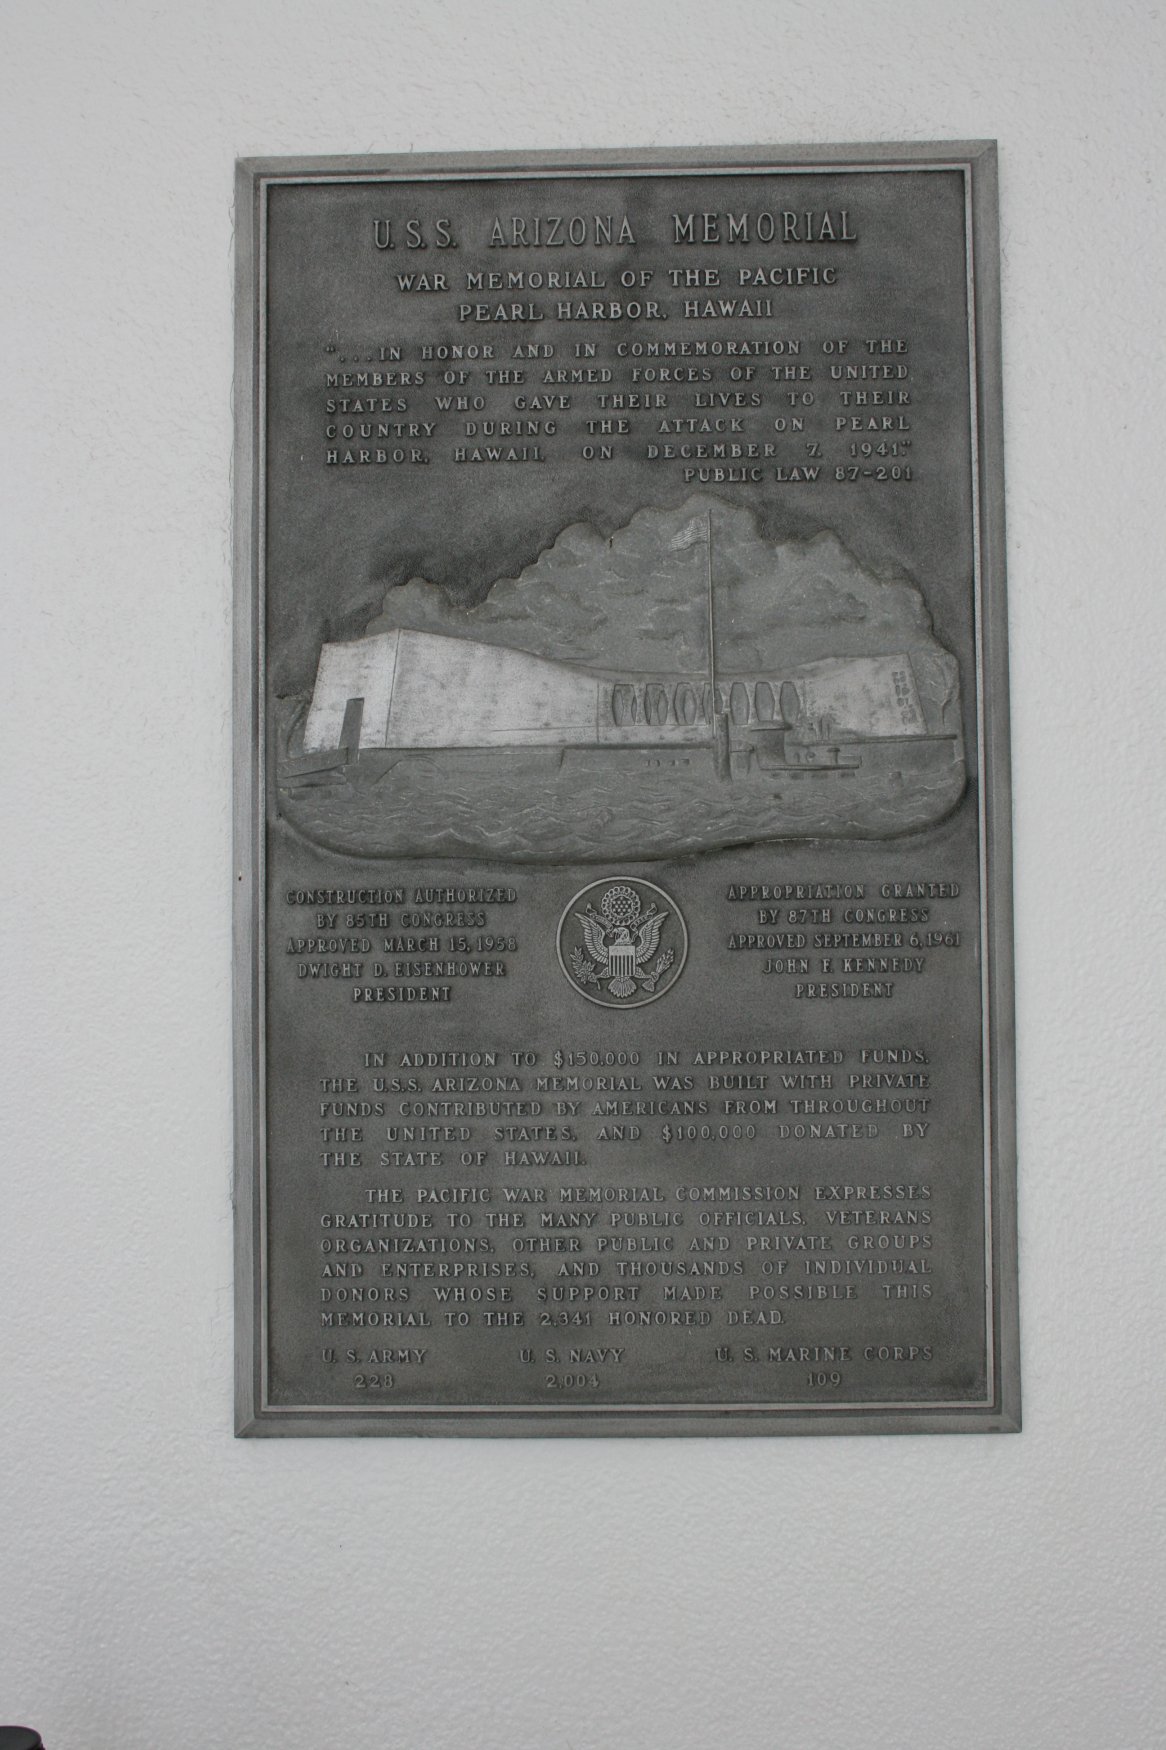 U.S.S. ARIZONA MEMORIAL
WAR MEMORIAL OF THE PACIFIC
PEARL HARBOR, HAWAII
"...IN HONOR AND IN COMMEMORATION OF THE
MEMBERS OF THE ARMED FORCES OF THE UNITED
STATES WHO GAVE THEIR LIVES TO THEIR
COUNTRY DURING THE ATTACK ON PEARL
HARBOR, HAWAII, ON DECEMBER 7, 1941."
PUBLIC LAW 87-201
CONSTRUCTION AUTHORIZED
BY 85TH CONGRESS
APPROVED MARCH 15, 1958
DWIGHT D. EISENHOWER
PRESIDENT
APPROPRIATION GRANTED
BY 87TH CONGRESS
APPROVED SEPTEMBER 6, 1961
JOHN F. KENNEDY
PRESIDENT
IN ADDITION TO $150,000 IN APPROPRIATED FUNDS,
THE U.S.S. ARIZONA MEMORIAL WAS BUILT WITH PRIVATE
FUNDS CONTRIBUTED BY AMERICANS FROM THROUGHOUT
THE UNITED STATES, AND $100,000 DONATED BY
THE STATE OF HAWAII.
THE PACIFIC WAR MEMORIAL COMMISSION EXPRESSES
GRATITUDE TO THE MANY PUBLIC OFFICIALS, VETERANS
ORGANIZATIONS, OTHER PUBLIC AND PRIVATE GROUPS
AND ENTERPRISES, AND THOUSANDS OF INDIVIDUAL
DONORS WHOSE SUPPORT MADE POSSIBLE THIS
MEMORIAL TO THE 2,341 HONORED DEAD.
U. S. ARMY U. S. NAVY U. S. MARINE CORPS
228 2,004 109